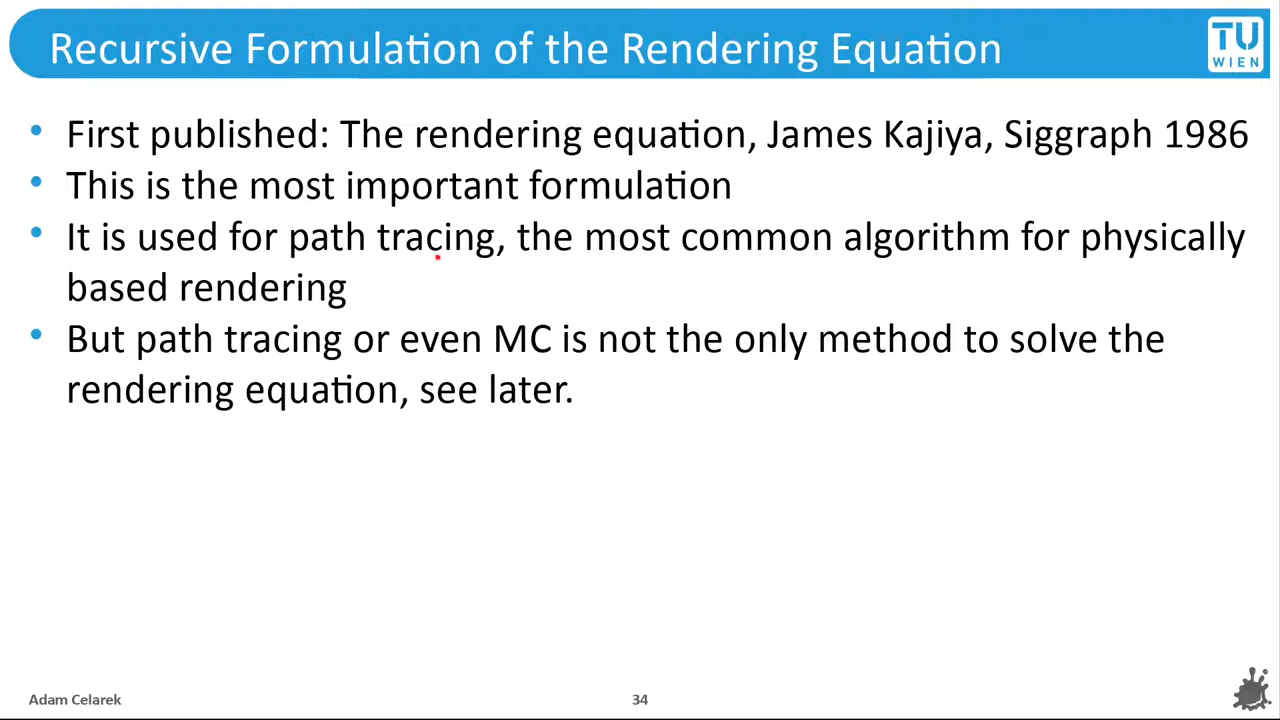 Recursive Formulation of the Rendering Equation
TU
WIEN
• First published: The rendering equation, James Kajiya, Siggraph 1986
• This is the most important formulation
• It is used for path tracing, the most common algorithm for physically
based rendering
• But path tracing or even MC is not the only method to solve the
rendering equation, see later.
Adam Celarek
34